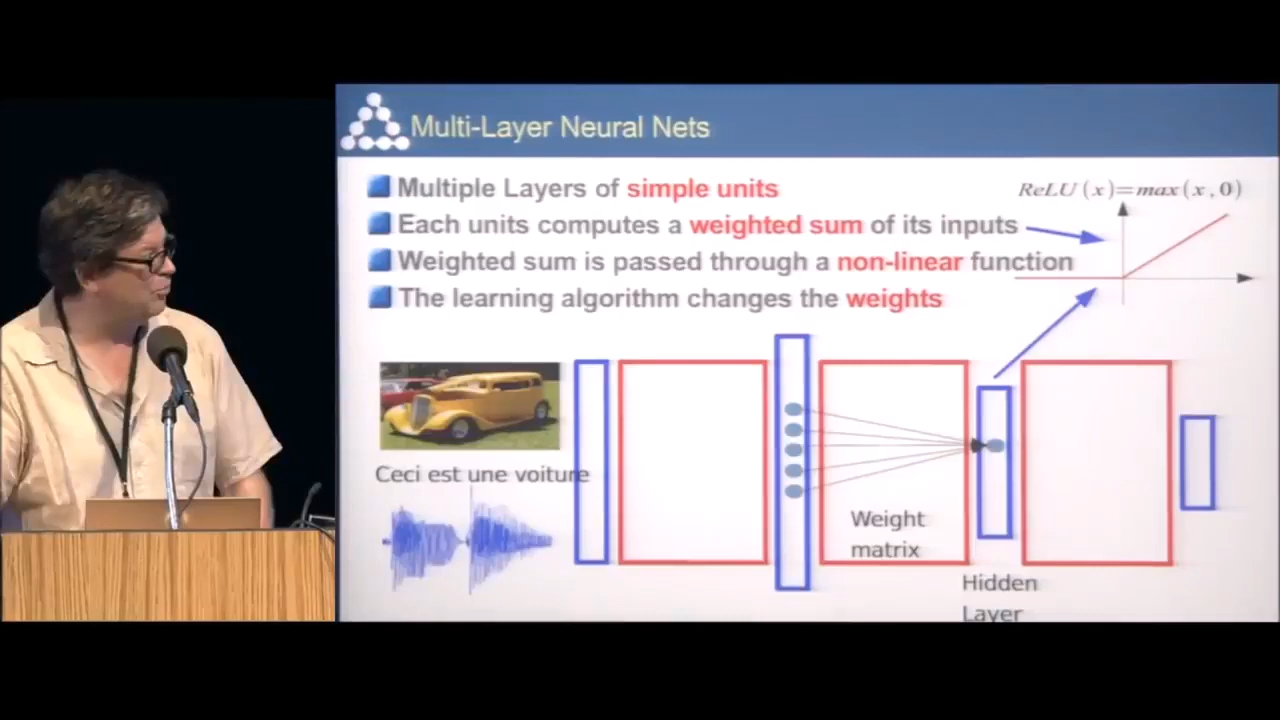 Multi-Layer Neural Nets
Multiple Layers of simple units
ReLU (x)=max(x,0)
Each units computes a weighted sum of its inputs
Weighted sum is passed through a non-linear function
The learning algorithm changes the weights
Ceci est une voiture
Weight
matrix
Hidden
Layer